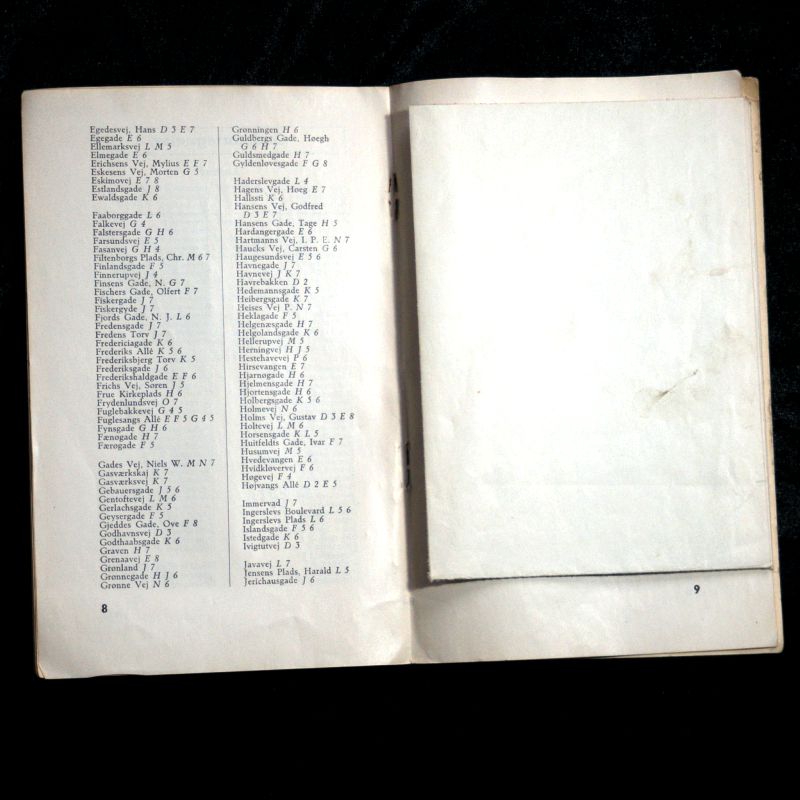 Egedesvej, Hans D 3 E 7
Egegade E 6
Ellemarksvej L M 5
Elmegade E 6
Erichsens Vej, Mylius E F 7
Eskesens Vej, Morten G 5
Eskimovej E 7 8
Estlandsgade J 8
Ewaldsgade K 6
Faaborggade L 6
Falkevej G 4
Falstersgade G H 6
Farsundsvej E 5
Fasanvej G H 4
Filtenborgs Plads, Chr. M 6 7
Finlandsgade F 5
Finnerupvej J 4
Finsens Gade, N. G 7
Fischers Gade, Olfert F 7
Fiskergade J 7
Fiskergyde J 7
Fjords Gade, N. J. L 6
Fredensgade J 7
Fredens Torv J 7
Fredericiagade K 6
Frederiks Allé K 5 6
Frederiksbjerg Torv K 5
Frederiksgade J 6
Frederikshaldgade E F 6
Frichs Vej, Søren J 5
Frue Kirkeplads H 6
Frydenlundsvej O 7
Fuglebakkevej G 4 5
Fuglesangs Alle E F 5 G 4 5
Fynsgade G H 6
Fænøgade H 7
Færøgade F 5
Gades Vej, Niels W. M N 7
Gasværkskaj K 7
Gasværksvej K 7
Gebauersgade J 5 6
Gentoftevej L M 6
Gerlachsgade K 5
Geysergade F 5
Gjeddes Gade, Ove F 8
Godhavnsvej D 3
Godthaabsgade K 6
Graven H 7
Grenaavej E 8
Grønland J 7
Grønnegade H J 6
Grønne Vej N 6
8
Grønningen H 6
Guldbergs Gade, Høegh
G 6 H 7
Guldsmedgade H 7
Gyldenløvesgade F G 8
Haderslevgade L 4
Hagens Vej, Høeg E 7
Hallssti K 6
Hansens Vej, Godfred
D 3 E 7
Hansens Gade, Tage H 5
Hardangergade E 6
Hartmanns Vej, I. P. E. N 7
Haucks Vej, Carsten G 6
Haugesundsvej E 5 6
Havnegade J 7
Havnevej J K 7
Havrebakken D 2
Hedemannsgade K 5
Heibergsgade K 7
Heises Vej P. N 7
Heklagade F 5
Helgenæsgade H 7
Helgolandsgade K 6
Hellerupvej M 5
Herningvej H J 5
Hestehavevej P 6
Hirsevangen E 7
Hjarnøgade H 6
Hjelmensgade H 7
Hjortensgade H 6
Holbergsgade K 5 6
Holmevej N 6
Holms Vej, Gustav D 3 E 8
Holtevej L M 6
Horsensgade K L 5
Huitfeldts Gade, Ivar F 7
Husumvej M 5
Hvedevangen E 6
Hvidkløvervej F 6
Høgevej F 4
Højvangs Allé D 2 E 5
Immervad J 7
Ingerslevs Boulevard L 5 6
Ingerslevs Plads L 6
Islandsgade F 5 6
Istedgade K 6
Ivigtutvej D 3
Javavej L 7
Jensens Plads, Harald L 5
Jerichausgade J 6
9